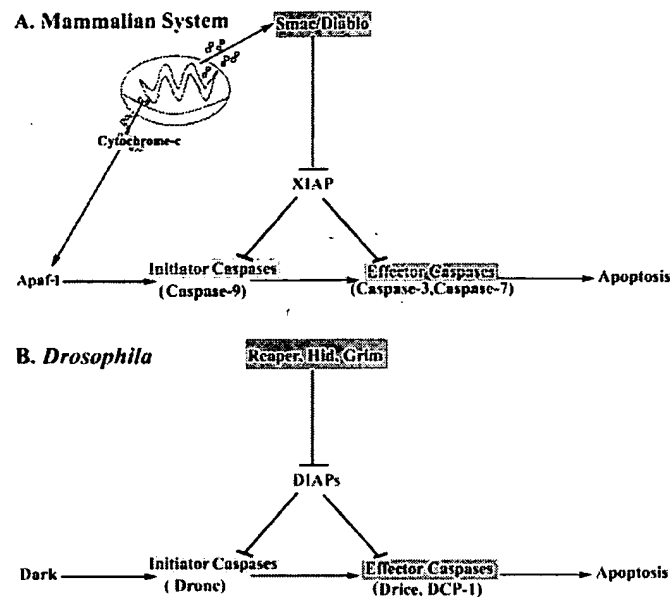 A. Mammalian System
Smac/Diablo
Cytochrome-c
XIAP
Apaf-1
Initiator Caspases
(Caspase-9)
Effector Caspases
(Caspase-3,Caspase-7)
Apoptosis
B. Drosophila
Reaper, Hid, Grim
DIAPs
Dark
Initiator Caspases
( Dronc)
Effector Caspases
(Drice, DCP-1)
Apoptosis